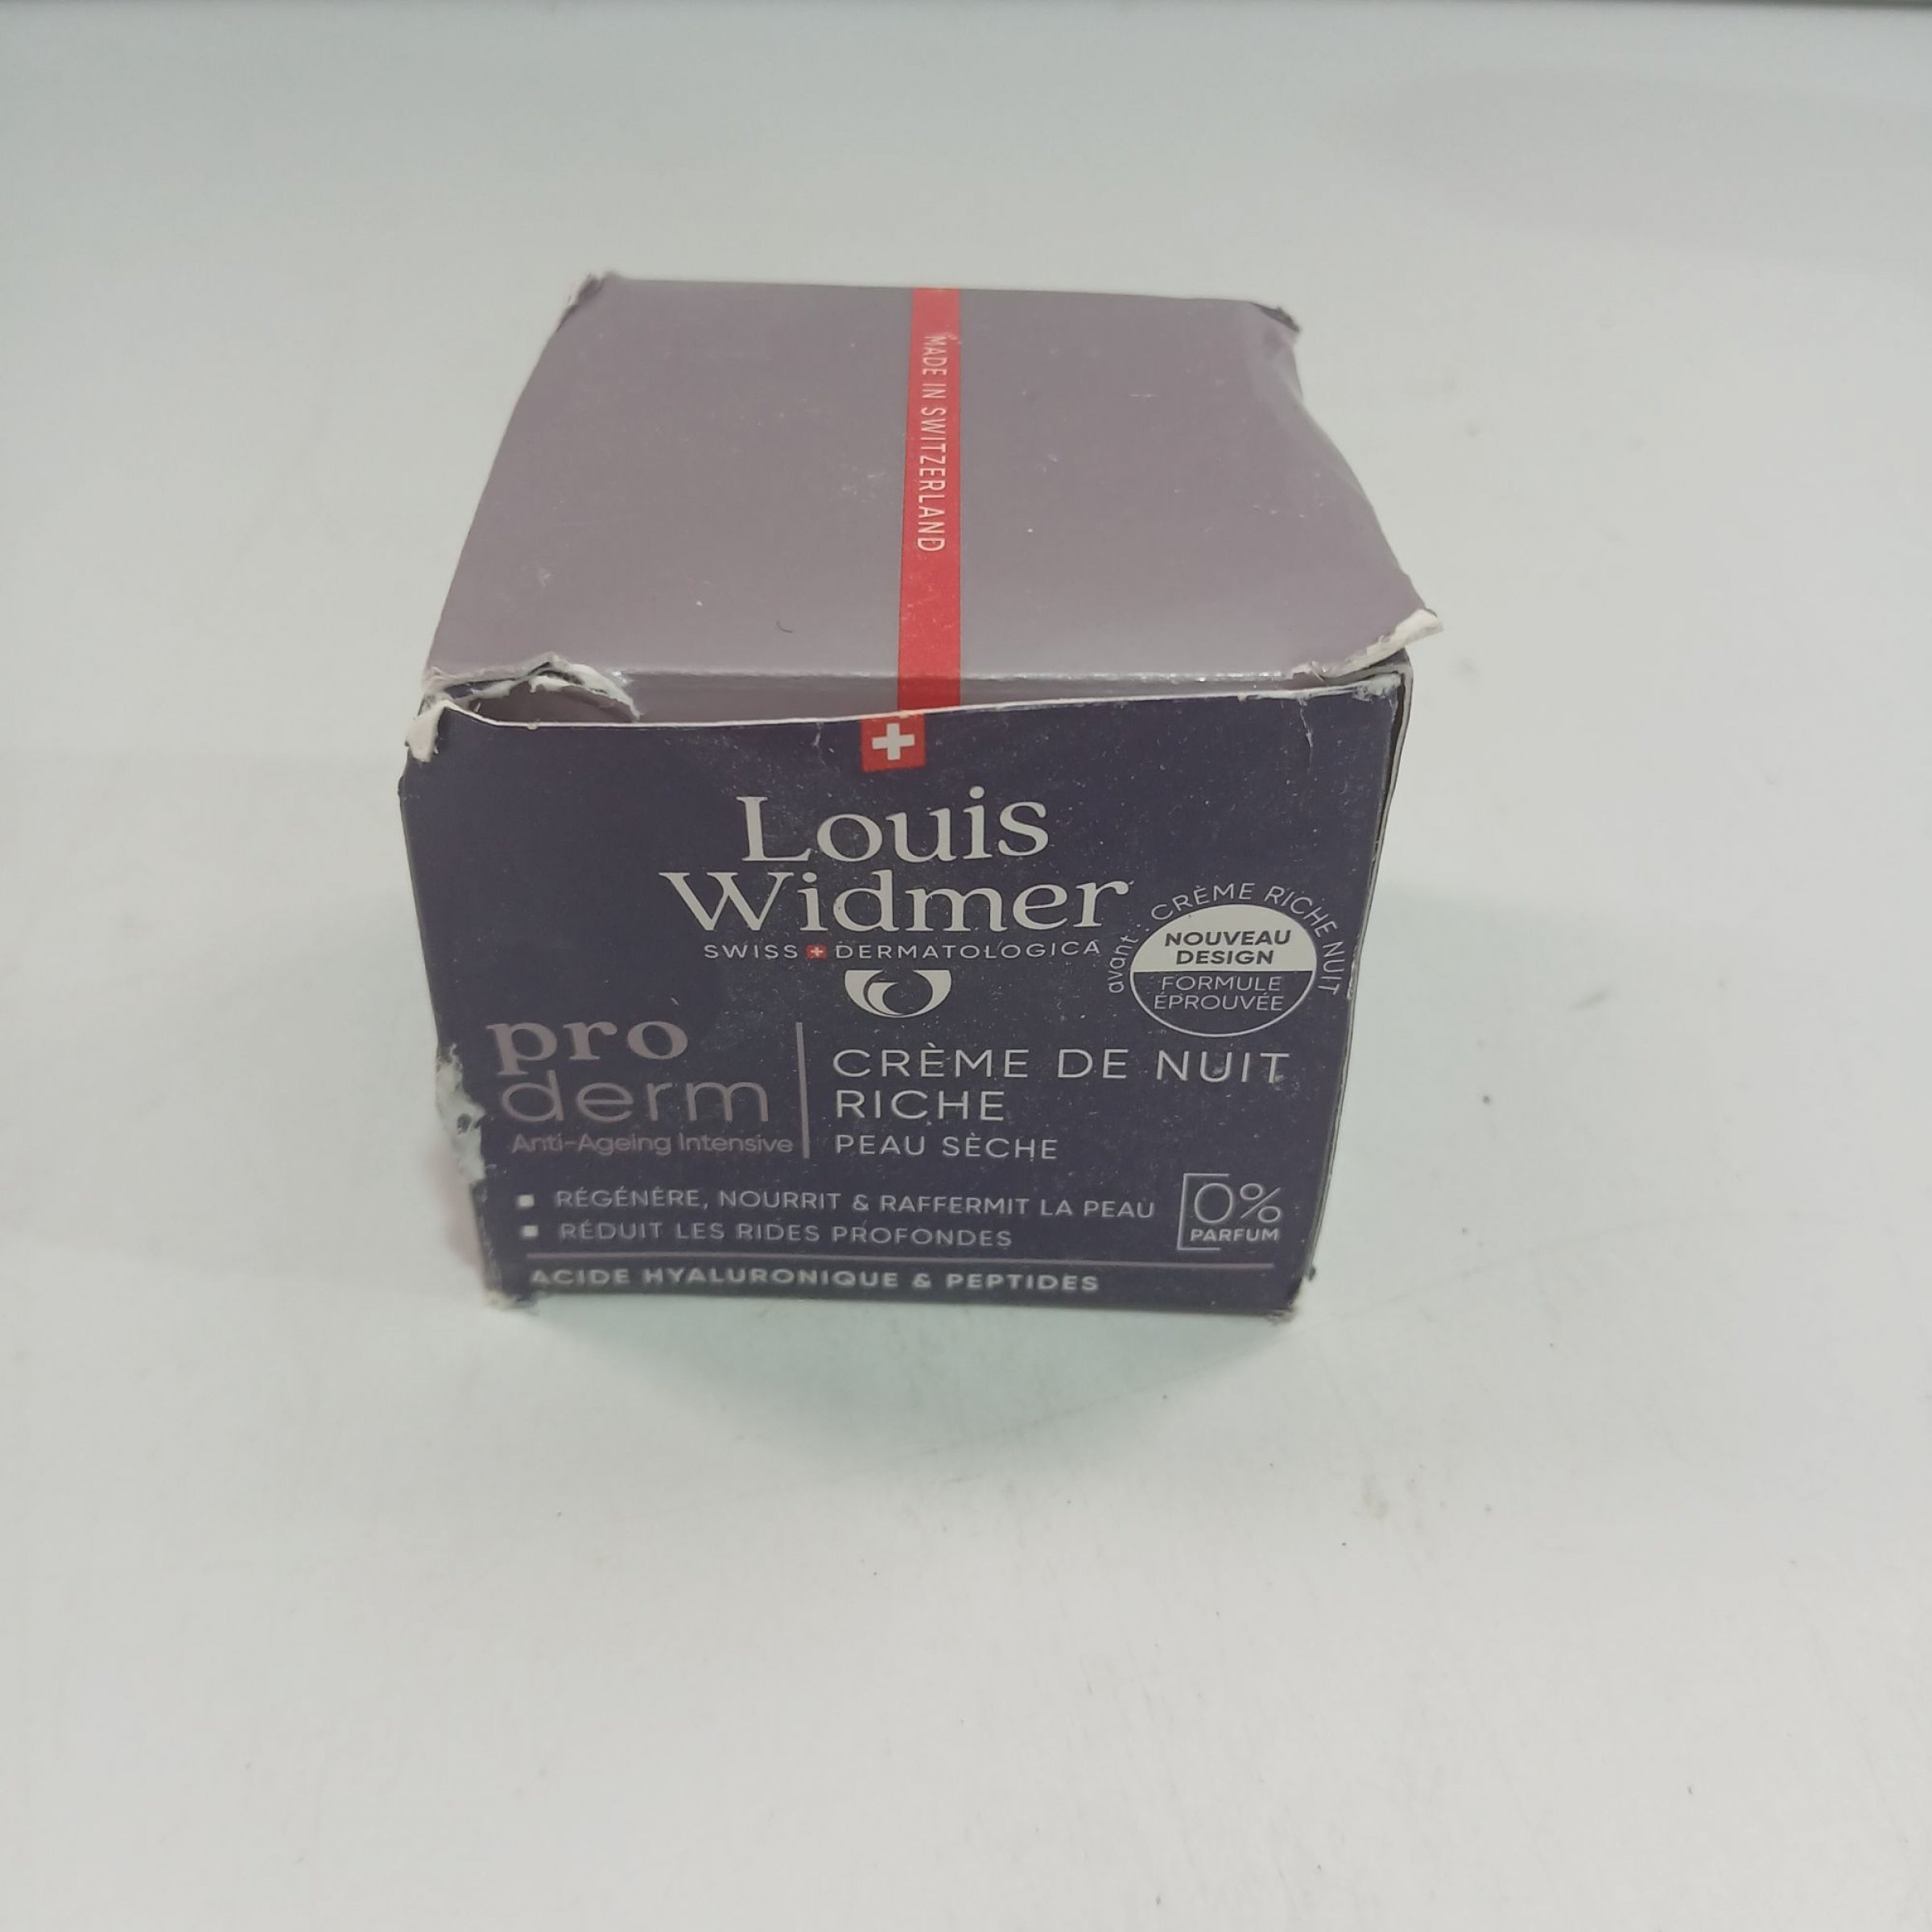 MADE IN SWITZERLAND
Louis
Widmer
SWISS DERMATOLOGICA
avant : CRÈME RICHE NUIT
NOUVEAU
DESIGN
FORMULE
ÉPROUVÉE
pro
derm
Anti-Ageing Intensive
CRÈME DE NUIT
RICHE
PEAU SÈCHE
RÉGÉNÈRE, NOURRIT & RAFFERMIT LA PEAU
RÉDUIT LES RIDES PROFONDES
0%
PARFUM
ACIDE HYALURONIQUE & PEPTIDES